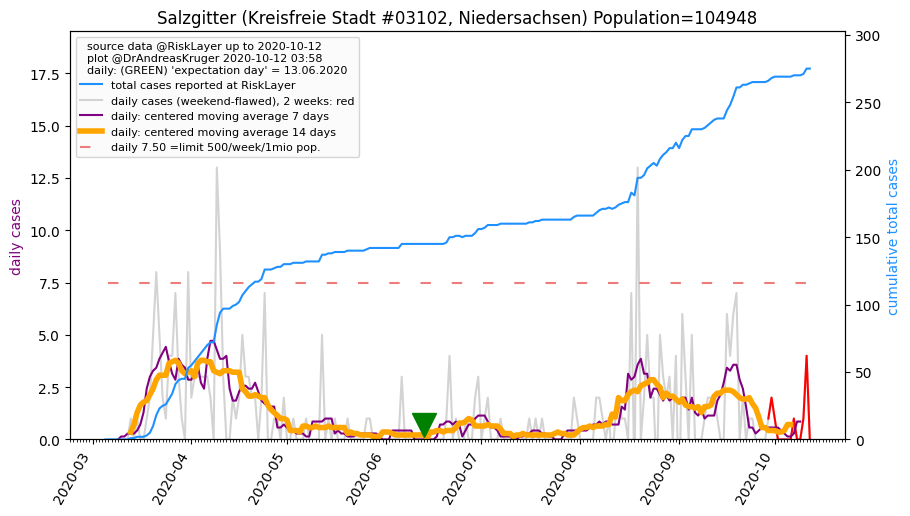 Salzgitter (Kreisfreie Stadt #03102, Niedersachsen) Population=104948
source data @RiskLayer up to 2020-10-12
plot @DrAndreasKruger 2020-10-12 03:58
daily: (GREEN) 'expectation day' = 13.06.2020
total cases reported at RiskLayer
daily cases (weekend-flawed), 2 weeks: red
daily: centered moving average 7 days
daily: centered moving average 14 days
daily 7.50 =limit 500/week/1mio pop.
daily cases
17.5
15.0
12.5
10.0
7.5
5.0
2.5
0.0
300
250
200
150
100
50
0
cumulative total cases
2020-03
2020-04
2020-05
2020-06
2020-07
2020-08
2020-09
2020-10